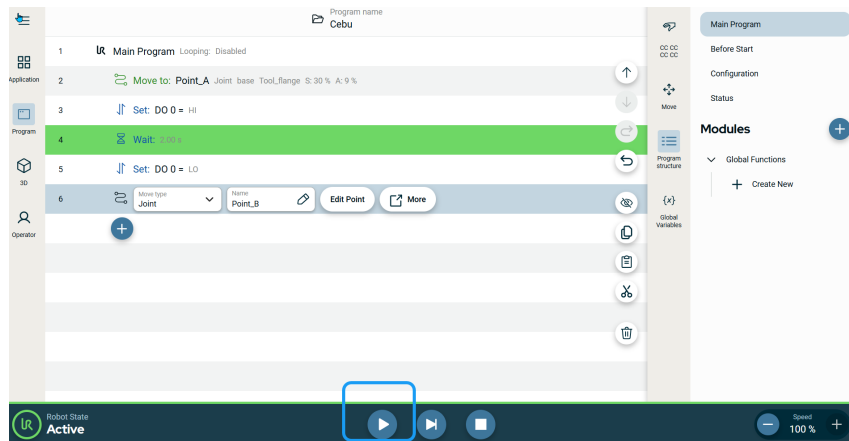 Program name
Cebu
Application
Program
3D
Operator
1 Main Program Looping: Disabled
2 Move to: Point_A Joint base Tool_flange S: 30 % A: 9 %
3 Set: DO 0 = HI
4 Wait: 2.00 s
5 Set: DO 0 = LO
6 Move type Joint Name Point_B Edit Point More
CC CC
CC CC
Move
Program structure
{x}
Global Variables
Main Program
Before Start
Configuration
Status
Modules
Global Functions
Create New
Robot State
Active
Speed
100 %